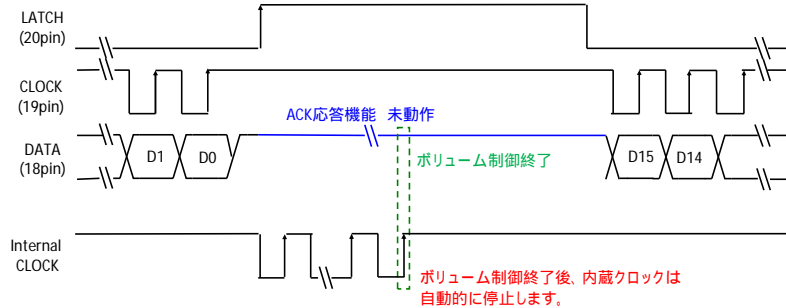 LATCH
(20pin)
CLOCK
(19pin)
ACK応答機能 未動作
DATA
(18pin)
D1
D0
ボリューム制御終了
D15
D14
Internal
CLOCK
ボリューム制御終了後、内蔵クロックは
自動的に停止します。